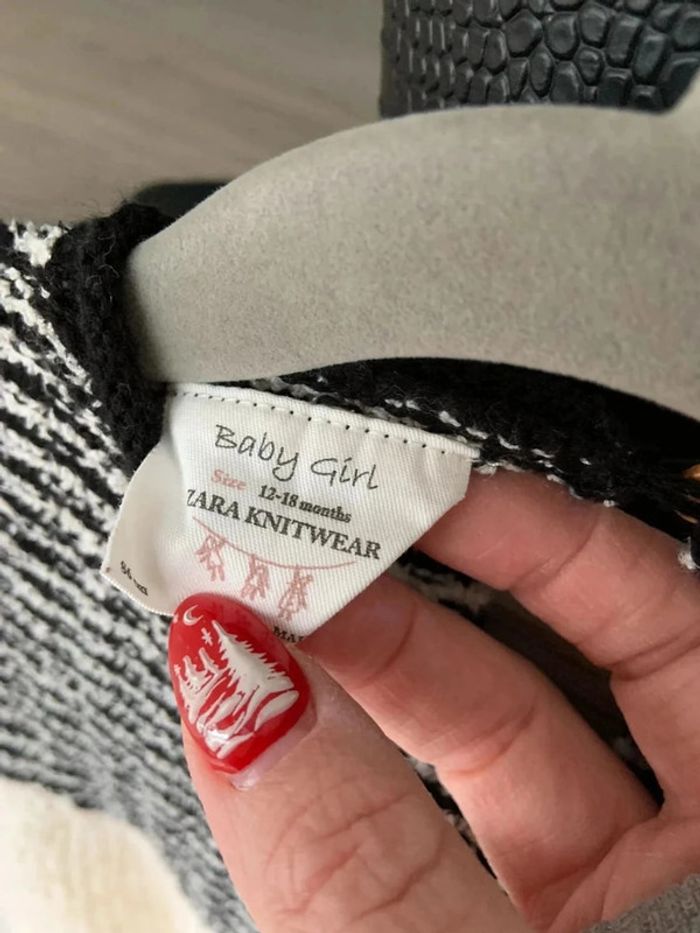 Baby Girl
Size 12-18 months
ZARA KNITWEAR